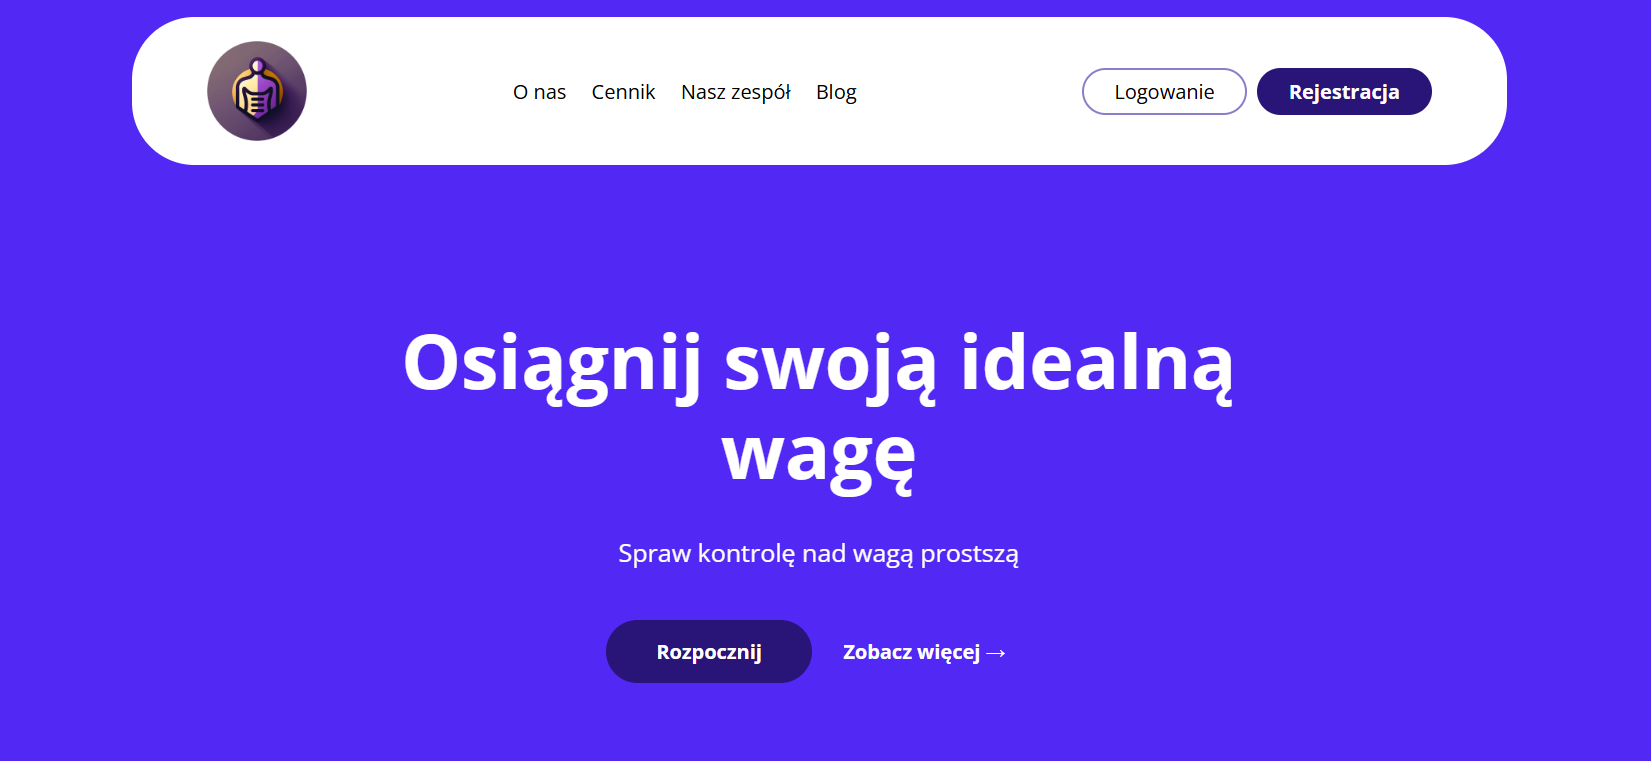 O nas Cennik Nasz zespół Blog Logowanie Rejestracja
Osiągnij swoją idealną
wagę
Spraw kontrolę nad wagą prostszą
Rozpocznij Zobacz więcej →